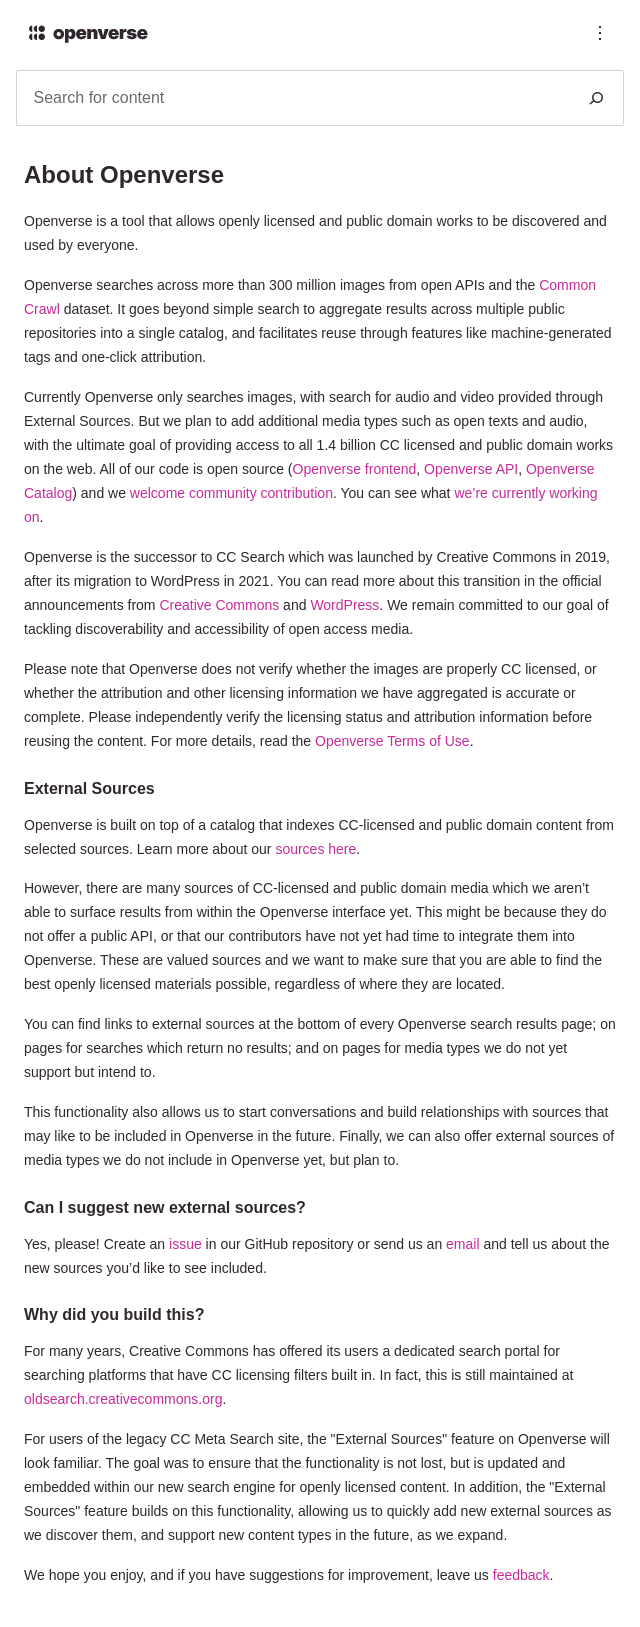 openverse
Search for content
About Openverse
Openverse is a tool that allows openly licensed and public domain works to be discovered and
used by everyone.
Openverse searches across more than 300 million images from open APIs and the Common
Crawl dataset. It goes beyond simple search to aggregate results across multiple public
repositories into a single catalog, and facilitates reuse through features like machine-generated
tags and one-click attribution.
Currently Openverse only searches images, with search for audio and video provided through
External Sources. But we plan to add additional media types such as open texts and audio,
with the ultimate goal of providing access to all 1.4 billion CC licensed and public domain works
on the web. All of our code is open source (Openverse frontend, Openverse API, Openverse
Catalog) and we welcome community contribution. You can see what we’re currently working
on.
Openverse is the successor to CC Search which was launched by Creative Commons in 2019,
after its migration to WordPress in 2021. You can read more about this transition in the official
announcements from Creative Commons and WordPress. We remain committed to our goal of
tackling discoverability and accessibility of open access media.
Please note that Openverse does not verify whether the images are properly CC licensed, or
whether the attribution and other licensing information we have aggregated is accurate or
complete. Please independently verify the licensing status and attribution information before
reusing the content. For more details, read the Openverse Terms of Use.
External Sources
Openverse is built on top of a catalog that indexes CC-licensed and public domain content from
selected sources. Learn more about our sources here.
However, there are many sources of CC-licensed and public domain media which we aren’t
able to surface results from within the Openverse interface yet. This might be because they do
not offer a public API, or that our contributors have not yet had time to integrate them into
Openverse. These are valued sources and we want to make sure that you are able to find the
best openly licensed materials possible, regardless of where they are located.
You can find links to external sources at the bottom of every Openverse search results page; on
pages for searches which return no results; and on pages for media types we do not yet
support but intend to.
This functionality also allows us to start conversations and build relationships with sources that
may like to be included in Openverse in the future. Finally, we can also offer external sources of
media types we do not include in Openverse yet, but plan to.
Can I suggest new external sources?
Yes, please! Create an issue in our GitHub repository or send us an email and tell us about the
new sources you’d like to see included.
Why did you build this?
For many years, Creative Commons has offered its users a dedicated search portal for
searching platforms that have CC licensing filters built in. In fact, this is still maintained at
oldsearch.creativecommons.org.
For users of the legacy CC Meta Search site, the "External Sources" feature on Openverse will
look familiar. The goal was to ensure that the functionality is not lost, but is updated and
embedded within our new search engine for openly licensed content. In addition, the "External
Sources" feature builds on this functionality, allowing us to quickly add new external sources as
we discover them, and support new content types in the future, as we expand.
We hope you enjoy, and if you have suggestions for improvement, leave us feedback.